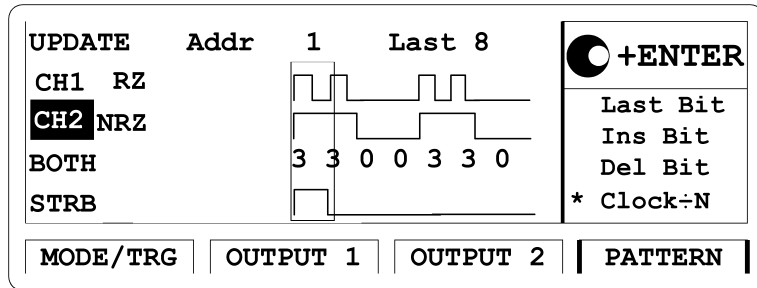 UPDATE Addr 1 Last 8
+ENTER
CH1 RZ
CH2 NRZ
BOTH 3 3 0 0 3 3 0
STRB
Last Bit
Ins Bit
Del Bit
* Clock÷N
MODE/TRG OUTPUT 1 OUTPUT 2 PATTERN